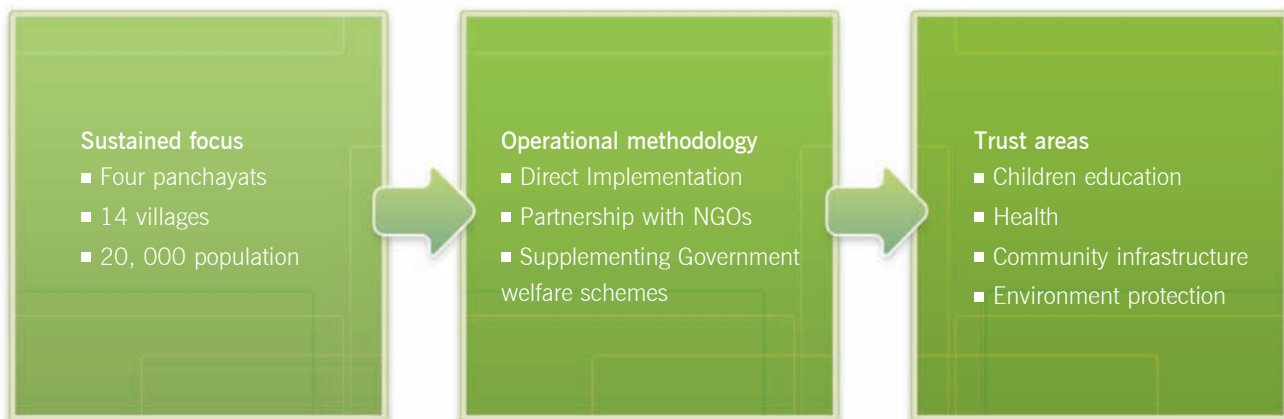 Sustained focus
▪ Four panchayats
▪ 14 villages
▪ 20, 000 population
Operational methodology
▪ Direct Implementation
▪ Partnership with NGOs
▪ Supplementing Government
welfare schemes
Trust areas
▪ Children education
▪ Health
▪ Community infrastructure
▪ Environment protection